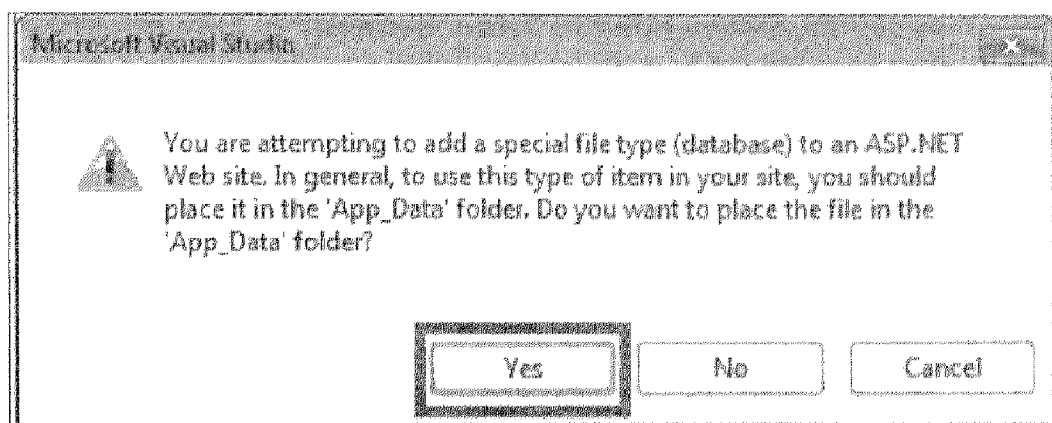 Microsoft Visual Studio
You are attempting to add a special file type (database) to an ASP.NET
Web site. In general, to use this type of item in your site, you should
place it in the 'App_Data' folder. Do you want to place the file in the
'App_Data' folder?
Yes No Cancel